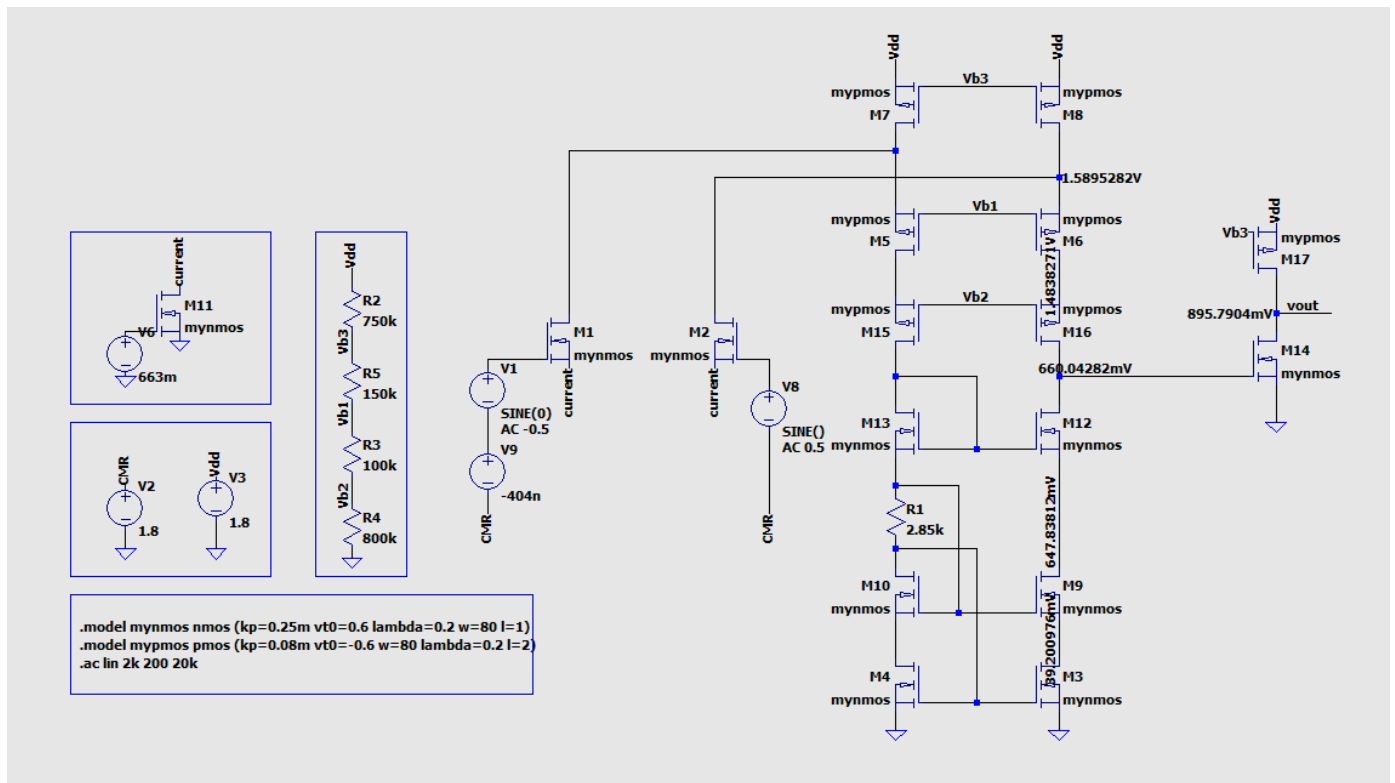 Vdd
Vdd
mypmos
M7
Vb3
mypmos
M8
1.5895282V
mypmos
M5
Vb1
mypmos
M6
1.4838271V
Vdd
Vb3
mypmos
M17
mypmos
M15
Vb2
mypmos
M16
895.7904mV
vout
M14
mynmos
660.04282mV
current
M11
mynmos
V6
663m
Vdd
R2
750k
Vb3
R5
150k
Vb1
R3
100k
Vb2
R4
800k
M1
mynmos
current
V1
SINE(0)
AC -0.5
V9
-404n
CMR
M2
mynmos
current
V8
SINE()
AC 0.5
CMR
M13
mynmos
M12
mynmos
R1
2.85k
647.83812mV
M10
mynmos
M9
mynmos
39.200976mV
M4
mynmos
M3
mynmos
CMR
V2
1.8
Vdd
V3
1.8
.model mynmos nmos (kp=0.25m vt0=0.6 lambda=0.2 w=80 l=1)
.model mypmos pmos (kp=0.08m vt0=-0.6 w=80 lambda=0.2 l=2)
.ac lin 2k 200 20k